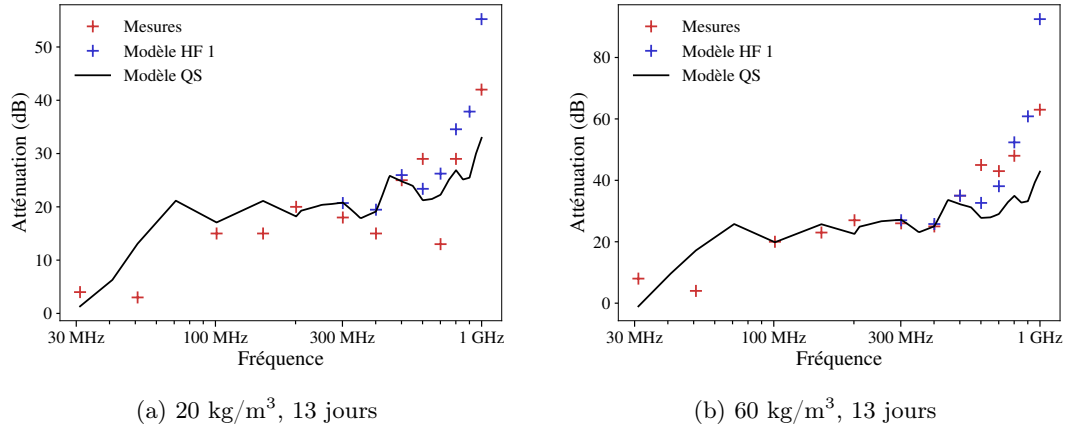 50
40
30
20
10
0
Atténuation (dB)
Mesures
Modèle HF 1
Modèle QS
30 MHz 100 MHz 300 MHz 1 GHz
Fréquence
(a) 20 kg/m³, 13 jours
80
60
40
20
0
Atténuation (dB)
Mesures
Modèle HF 1
Modèle QS
30 MHz 100 MHz 300 MHz 1 GHz
Fréquence
(b) 60 kg/m³, 13 jours